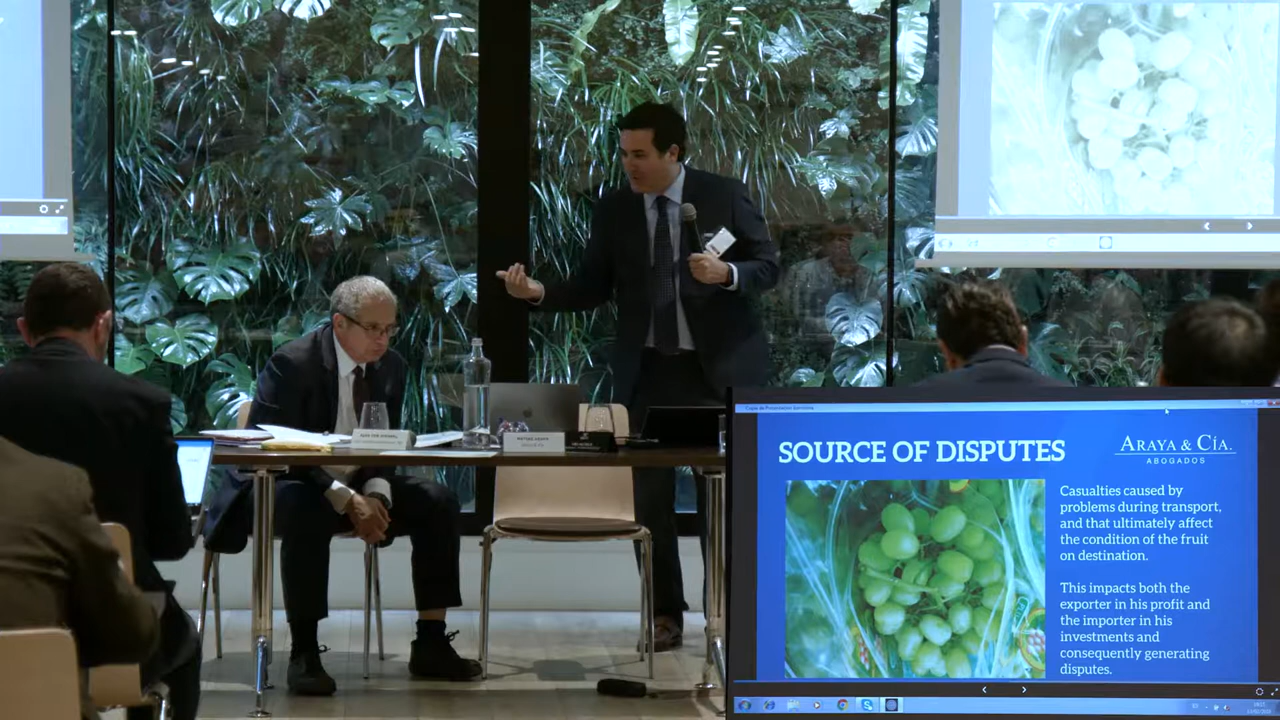 SOURCE OF DISPUTES
ARAYA & CÍA.
ABOGADOS
Casualties caused by
problems during transport,
and that ultimately affect
the condition of the fruit
on destination.
This impacts both the
exporter in his profit and
the importer in his
investments and
consequently generating
disputes.